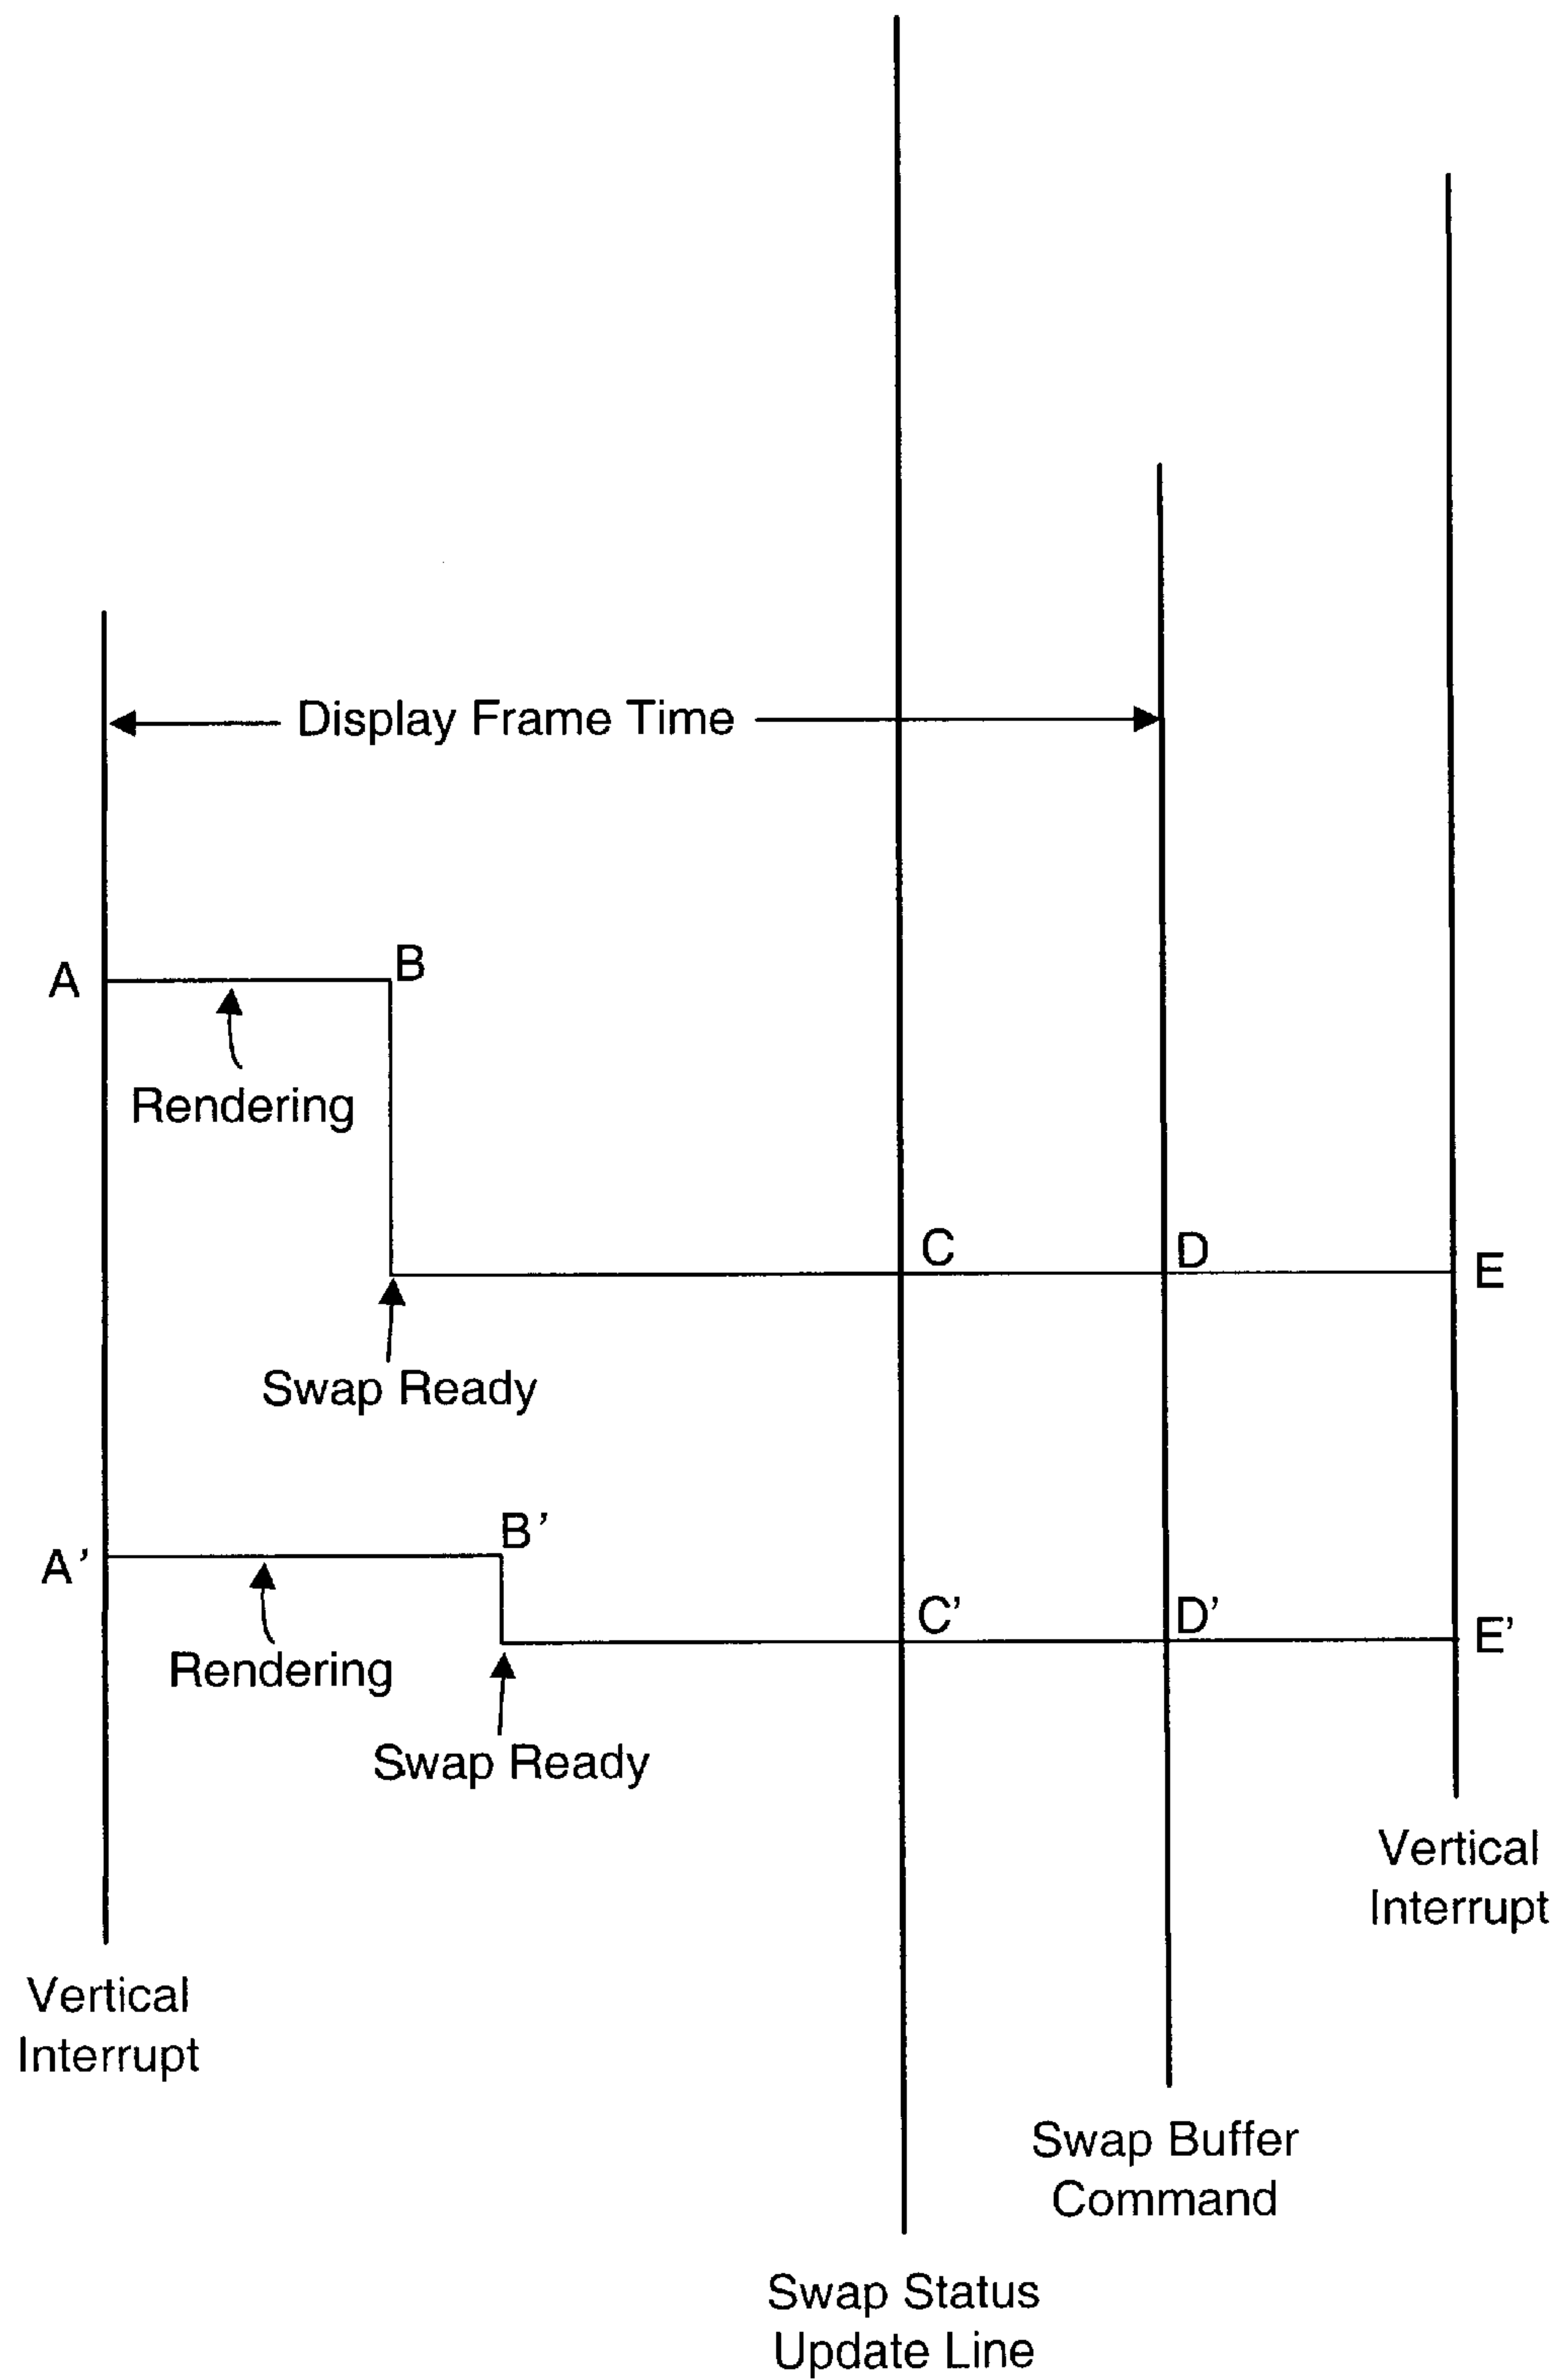 Display Frame Time
A
B
Rendering
C
D
E
Swap Ready
A'
B'
C'
D'
E'
Rendering
Swap Ready
Vertical
Interrupt
Vertical
Interrupt
Swap Buffer
Command
Swap Status
Update Line